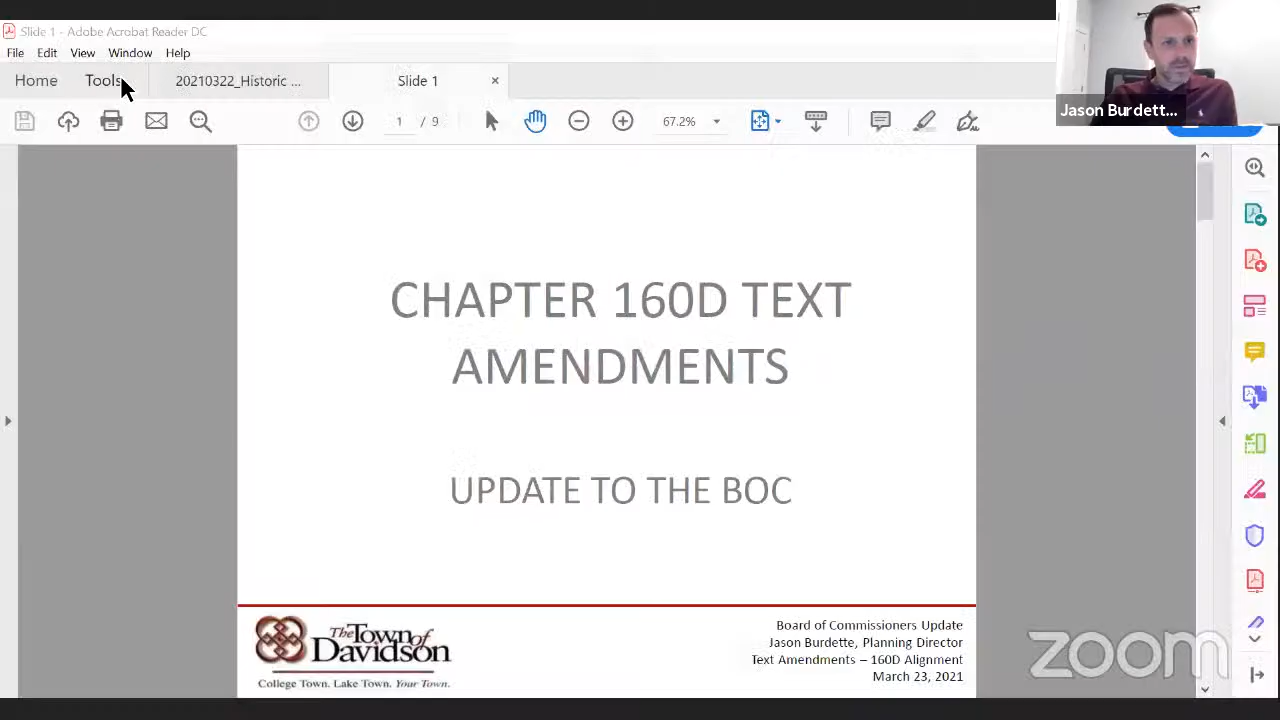 Slide 1 - Adobe Acrobat Reader DC
File Edit View Window Help
Home Tools 20210322_Historic ... Slide 1 ×
1 / 9 67.2%
Jason Burdett...
CHAPTER 160D TEXT
AMENDMENTS
UPDATE TO THE BOC
The Town of
Davidson
College Town. Lake Town. Your Town.
Board of Commissioners Update
Jason Burdette, Planning Director
Text Amendments – 160D Alignment
March 23, 2021
zoom